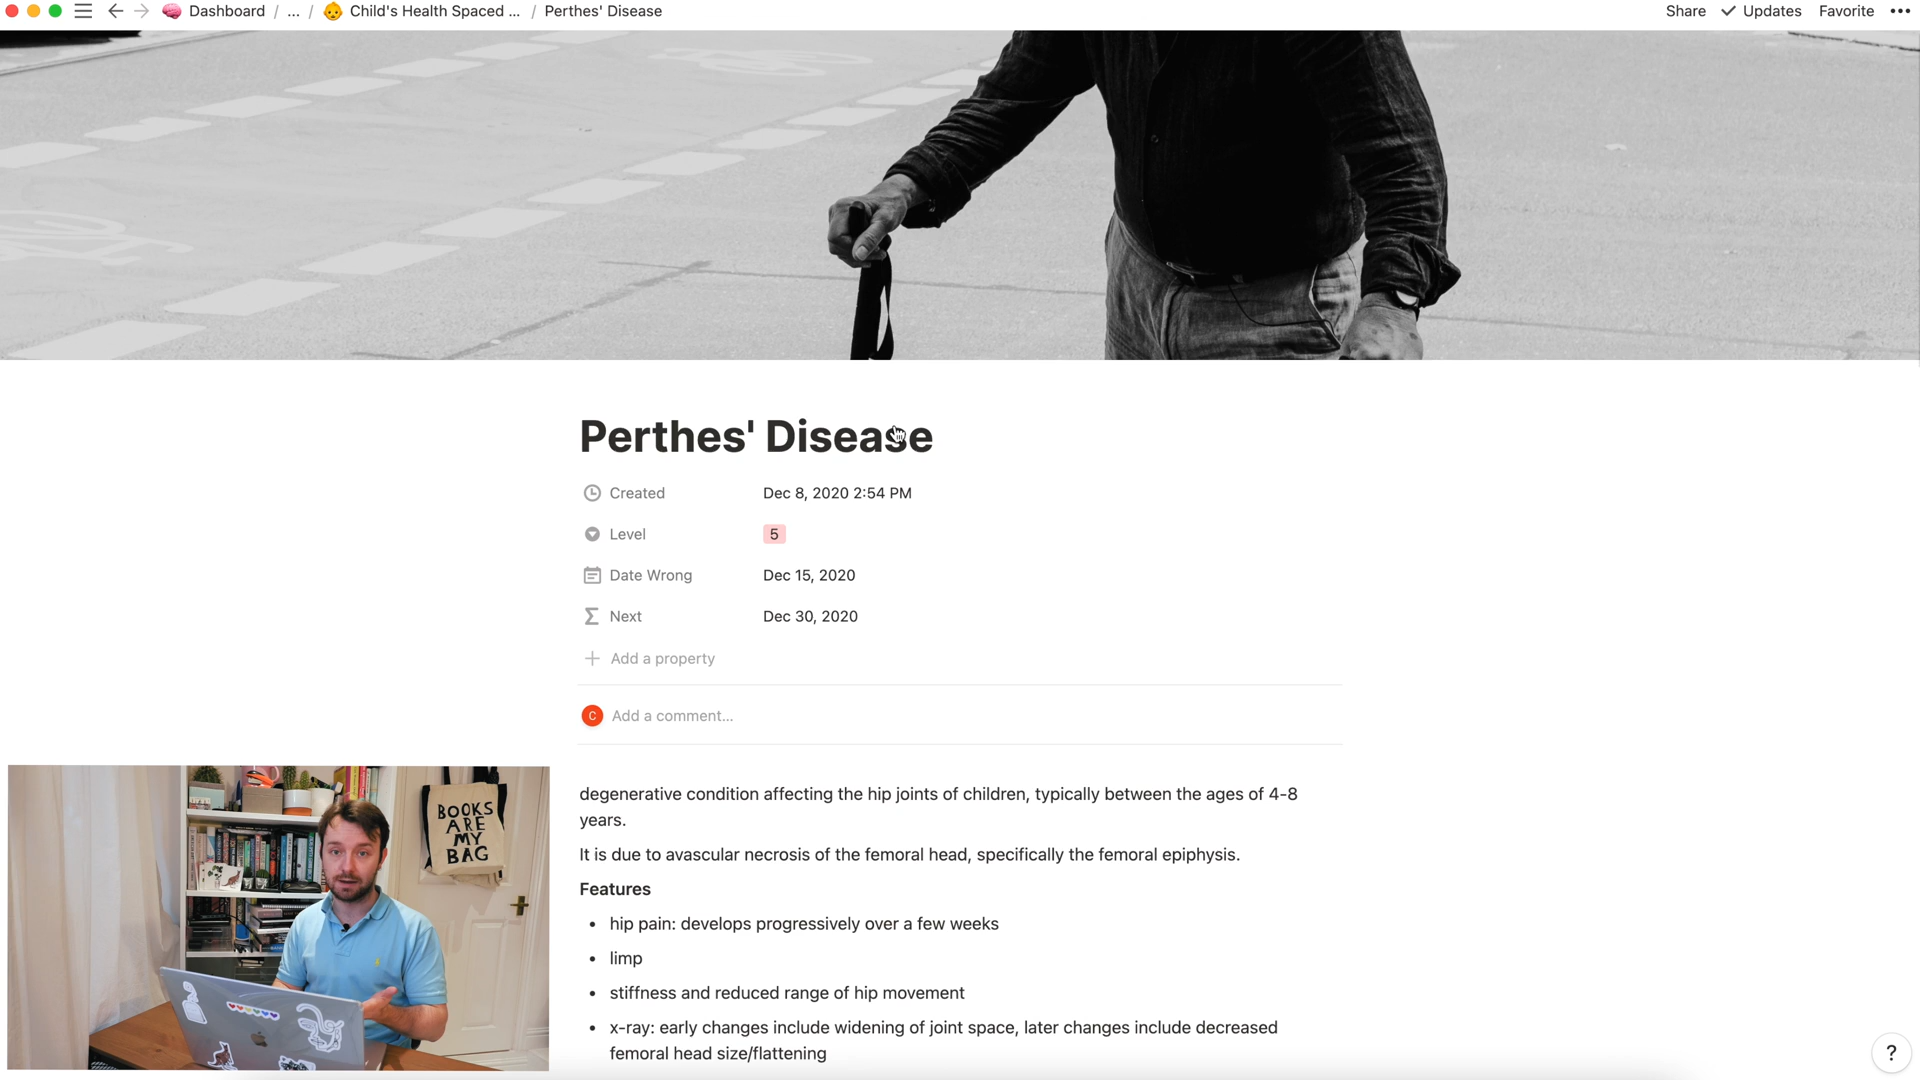 Dashboard / ... / Child's Health Spaced ... / Perthes' Disease
Share Updates Favorite
Perthes' Disease
Created Dec 8, 2020 2:54 PM
Level 5
Date Wrong Dec 15, 2020
Next Dec 30, 2020
Add a property
C Add a comment...
degenerative condition affecting the hip joints of children, typically between the ages of 4-8
years.
It is due to avascular necrosis of the femoral head, specifically the femoral epiphysis.
Features
• hip pain: develops progressively over a few weeks
• limp
• stiffness and reduced range of hip movement
• x-ray: early changes include widening of joint space, later changes include decreased
femoral head size/flattening
BOOKS
ARE
MY
BAG
?